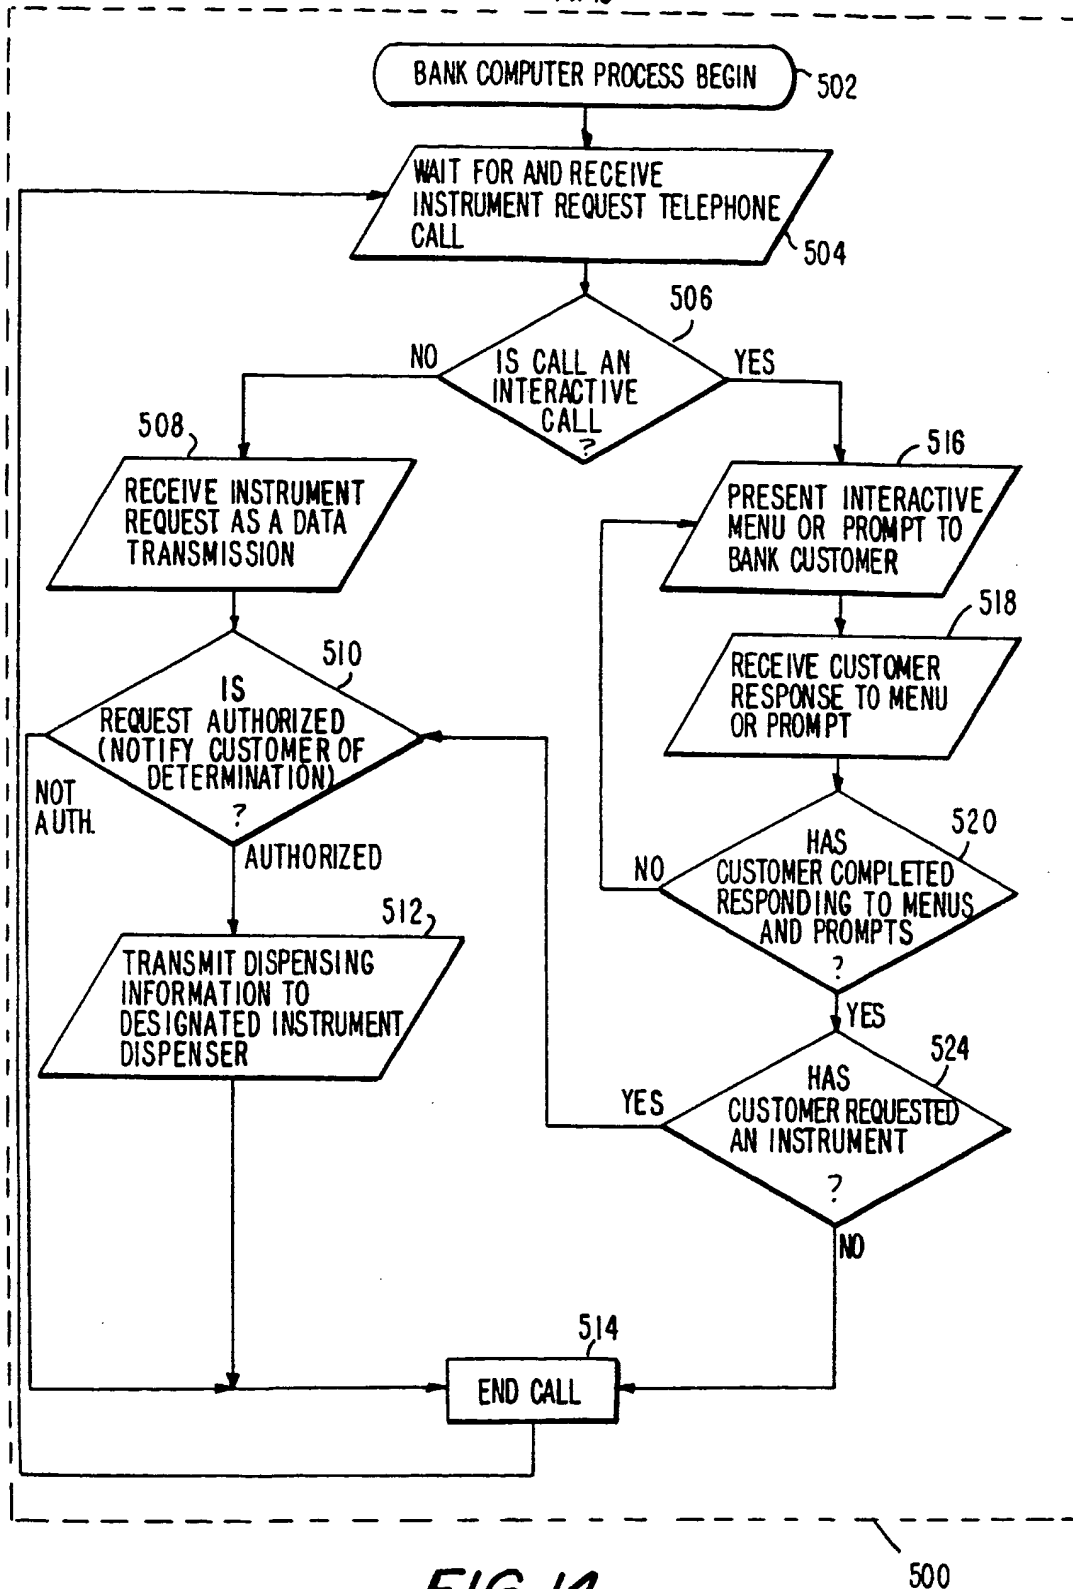 BANK COMPUTER PROCESS BEGIN
502
WAIT FOR AND RECEIVE
INSTRUMENT REQUEST TELEPHONE
CALL
504
506
IS CALL AN
INTERACTIVE
CALL
?
NO
YES
508
RECEIVE INSTRUMENT
REQUEST AS A DATA
TRANSMISSION
516
PRESENT INTERACTIVE
MENU OR PROMPT TO
BANK CUSTOMER
518
RECEIVE CUSTOMER
RESPONSE TO MENU
OR PROMPT
510
IS
REQUEST AUTHORIZED
(NOTIFY CUSTOMER OF
DETERMINATION)
?
NOT
AUTH.
AUTHORIZED
520
HAS
CUSTOMER COMPLETED
RESPONDING TO MENUS
AND PROMPTS
?
NO
YES
512
TRANSMIT DISPENSING
INFORMATION TO
DESIGNATED INSTRUMENT
DISPENSER
524
HAS
CUSTOMER REQUESTED
AN INSTRUMENT
?
YES
NO
514
END CALL
500